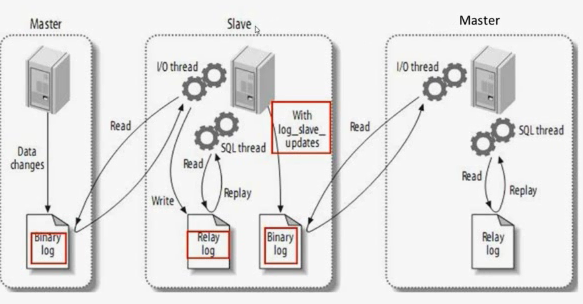 Master
Data
changes
Binary
log
Read
Slave
I/O thread
SQL thread
With
log_slave_
updates
Read
Replay
Write
Relay
log
Binary
log
Read
Master
I/O thread
SQL thread
Read
Replay
Relay
log